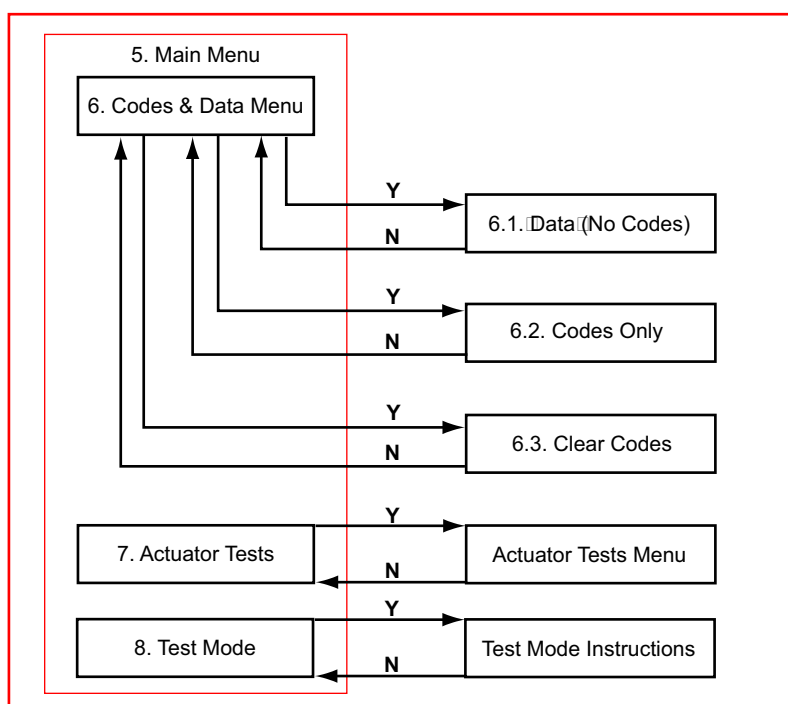 5. Main Menu
6. Codes & Data Menu
Y
6.1. Data (No Codes)
N
Y
6.2. Codes Only
N
Y
6.3. Clear Codes
N
Y
7. Actuator Tests
Actuator Tests Menu
N
Y
8. Test Mode
Test Mode Instructions
N